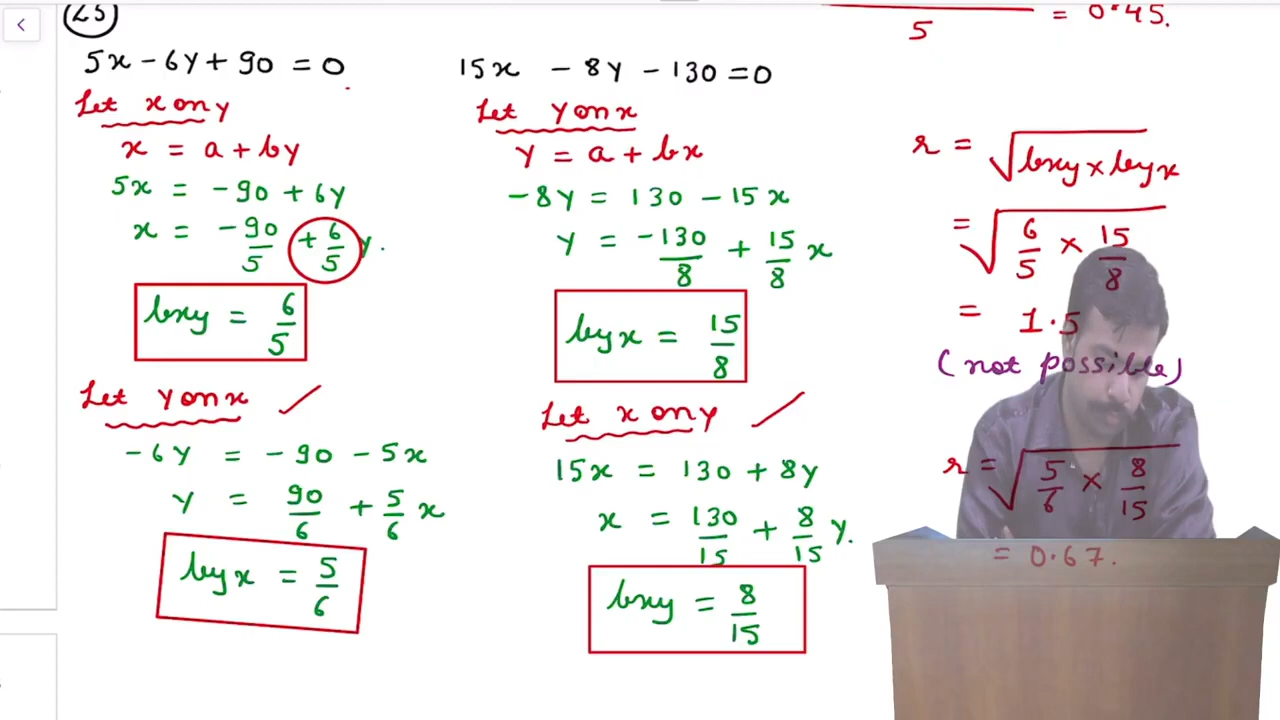 25
5x - 6y + 90 = 0
Let x on y
x = a + by
5x = -90 + 6y
x = -90/5 + 6/5 y.
bxy = 6/5
Let y on x ✓
-6y = -90 - 5x
y = 90/6 + 5/6 x
byx = 5/6
15x - 8y - 130 = 0
Let y on x
y = a + bx
-8y = 130 - 15x
y = -130/8 + 15/8 x
byx = 15/8
Let x on y ✓
15x = 130 + 8y
x = 130/15 + 8/15 y.
bxy = 8/15
5 = 0.45.
r = √bxy × byx
= √6/5 × 15/8
= 1.5
(not possible)
r = √5/6 × 8/15
= 0.67.